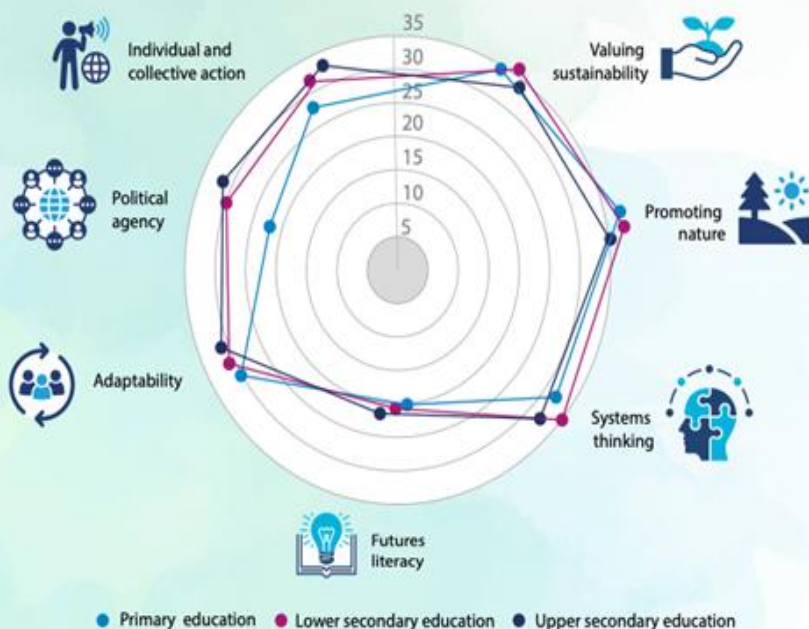 35
30
25
20
15
10
5
Individual and
collective action
Valuing
sustainability
Political
agency
Promoting
nature
Adaptability
Systems
thinking
Futures
literacy
Primary education
Lower secondary education
Upper secondary education